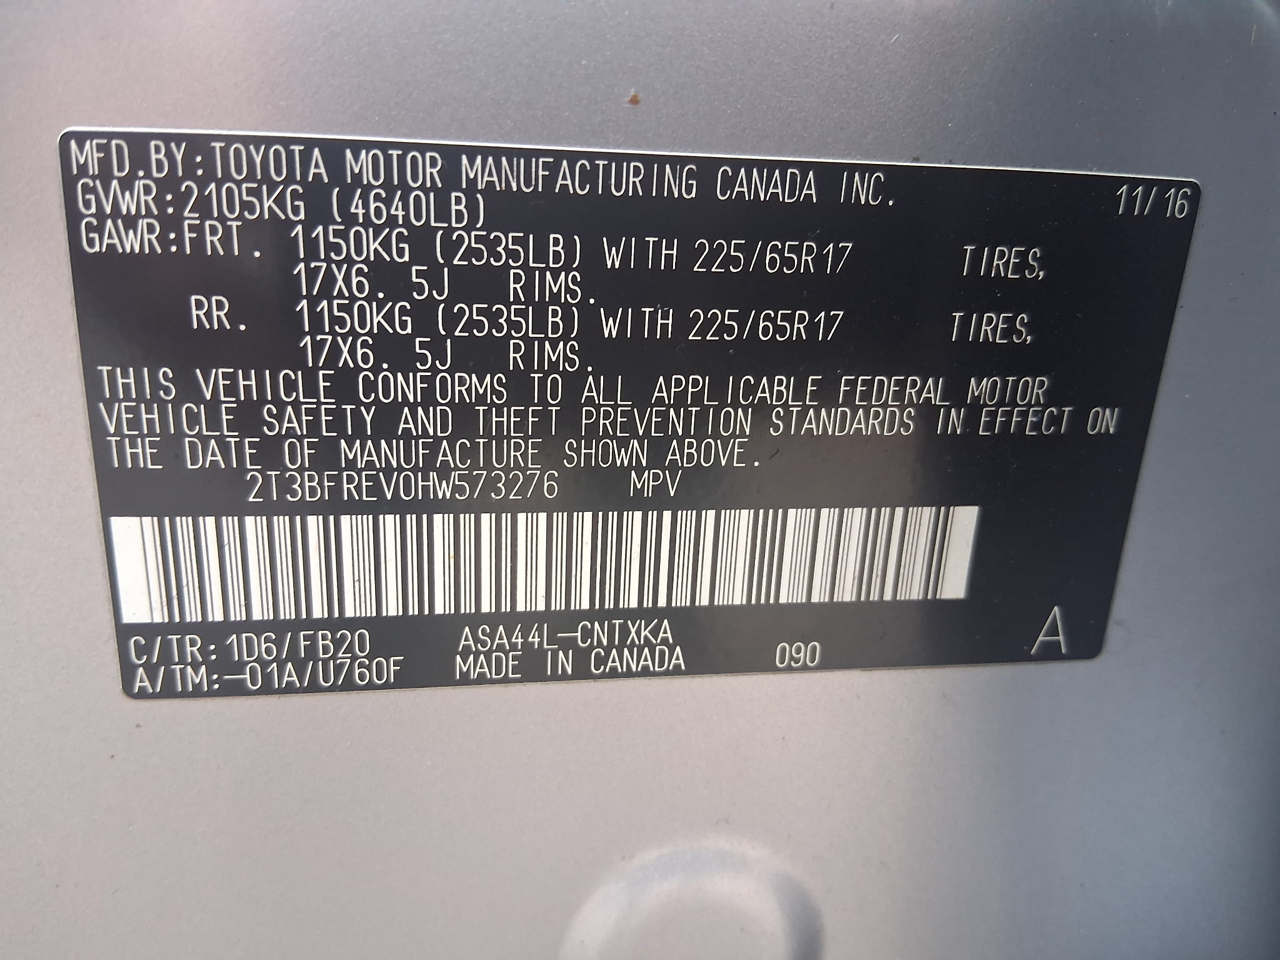 MFD.BY:TOYOTA MOTOR MANUFACTURING CANADA INC. 11/16
GVWR:2105KG (4640LB)
GAWR:FRT. 1150KG (2535LB) WITH 225/65R17 TIRES,
17X6. 5J RIMS.
RR. 1150KG (2535LB) WITH 225/65R17 TIRES,
17X6. 5J RIMS.
THIS VEHICLE CONFORMS TO ALL APPLICABLE FEDERAL MOTOR
VEHICLE SAFETY AND THEFT PREVENTION STANDARDS IN EFFECT ON
THE DATE OF MANUFACTURE SHOWN ABOVE.
2T3BFREV0HW573276 MPV
C/TR:1D6/FB20 ASA44L-CNTXKA
A/TM:-01A/U760F MADE IN CANADA 090 A